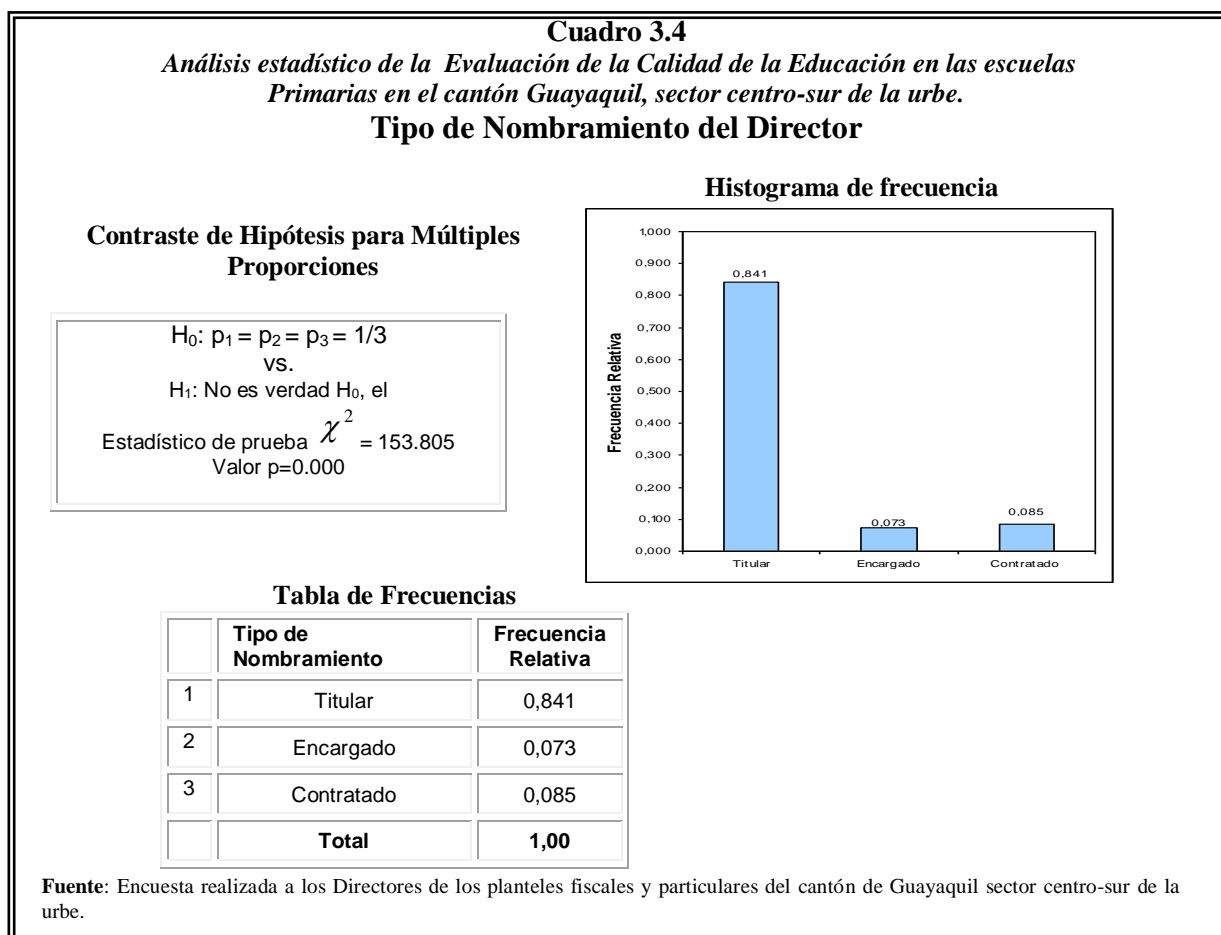 Cuadro 3.4
Análisis estadístico de la Evaluación de la Calidad de la Educación en las escuelas
Primarias en el cantón Guayaquil, sector centro-sur de la urbe.
Tipo de Nombramiento del Director
Contraste de Hipótesis para Múltiples
Proporciones
H₀: p₁ = p₂ = p₃ = 1/3
vs.
H₁: No es verdad H₀, el
Estadístico de prueba χ² = 153.805
Valor p=0.000
Histograma de frecuencia
Frecuencia Relativa
1,000
0,900
0,800
0,700
0,600
0,500
0,400
0,300
0,200
0,100
0,000
0,841
0,073
0,085
Titular Encargado Contratado
Tabla de Frecuencias
Tipo de
Nombramiento
Frecuencia
Relativa
1 Titular 0,841
2 Encargado 0,073
3 Contratado 0,085
Total 1,00
Fuente: Encuesta realizada a los Directores de los planteles fiscales y particulares del cantón de Guayaquil sector centro-sur de la
urbe.